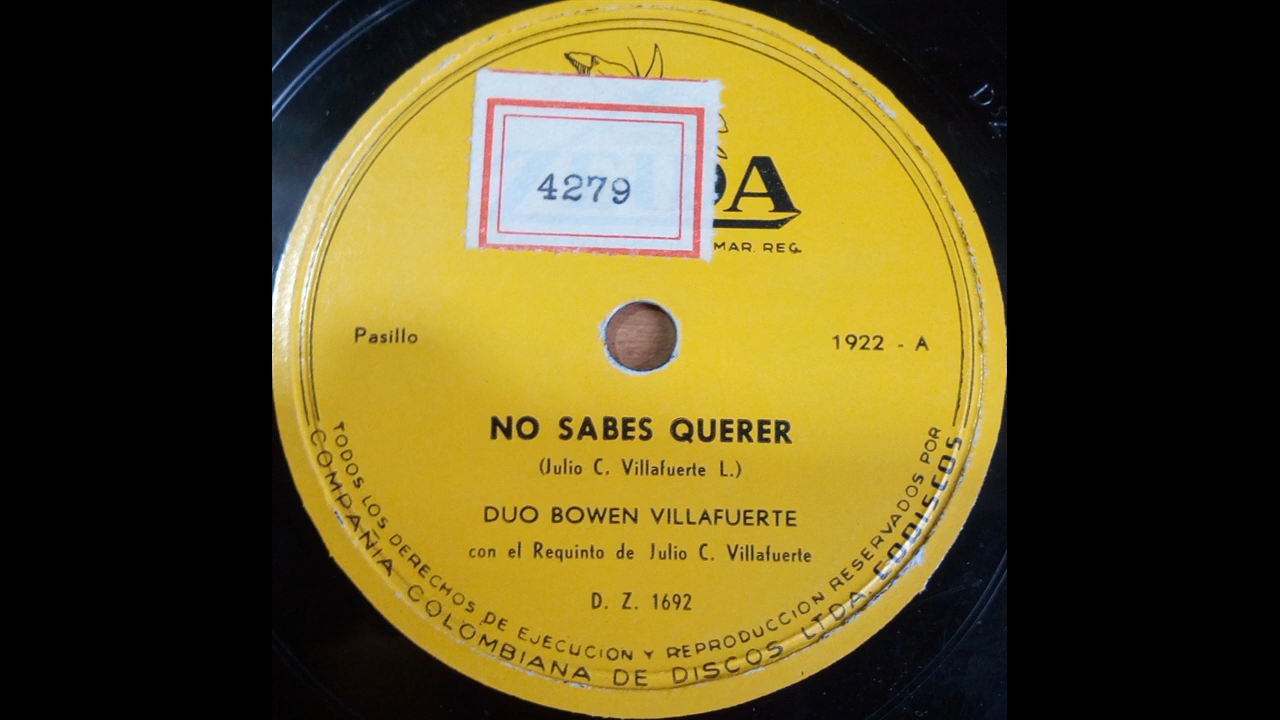 4279
MAR. REG.
Pasillo
1922 - A
NO SABES QUERER
(Julio C. Villafuerte L.)
DUO BOWEN VILLAFUERTE
con el Requinto de Julio C. Villafuerte
D. Z. 1692
TODOS LOS DERECHOS DE EJECUCION Y REPRODUCCION RESERVADOS POR
COMPAÑIA COLOMBIANA DE DISCOS LTDA. CODISCOS